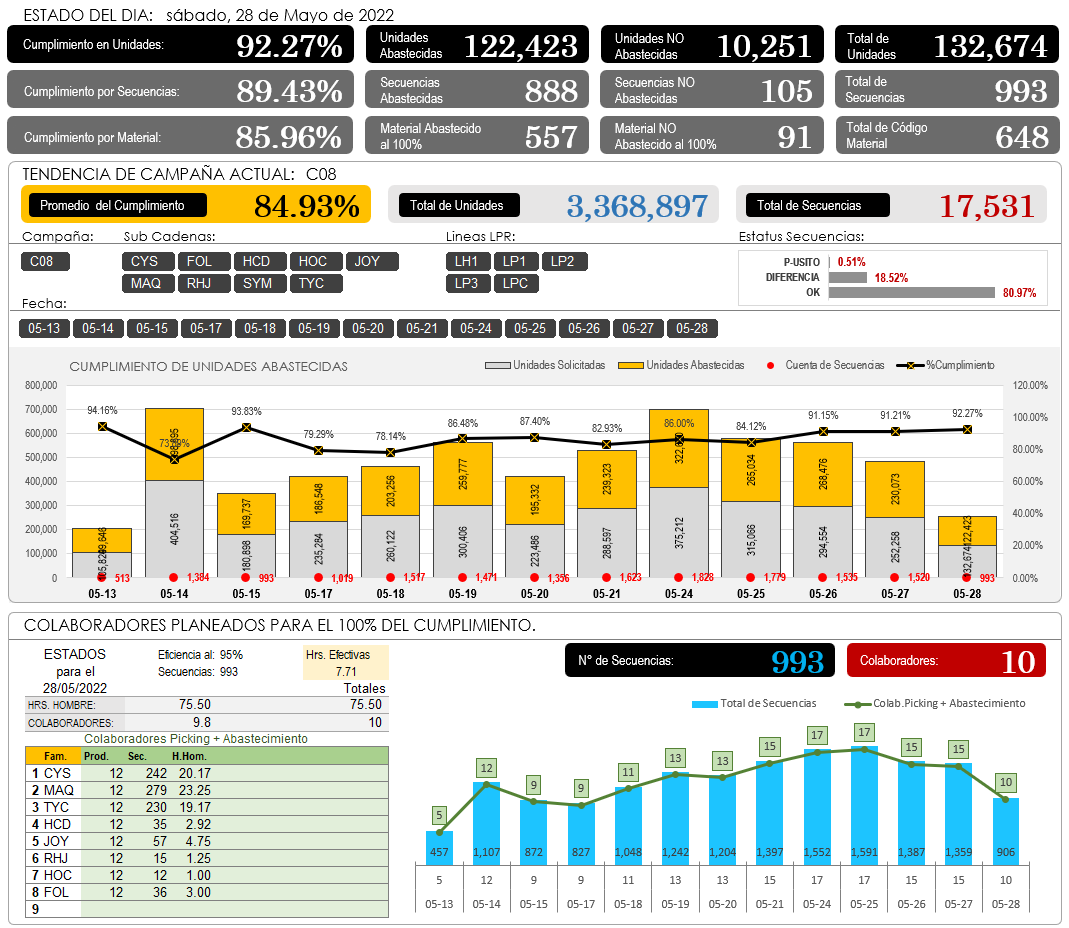 ESTADO DEL DIA: sábado, 28 de Mayo de 2022
Cumplimiento en Unidades: 92.27%
Unidades Abastecidas 122,423
Unidades NO Abastecidas 10,251
Total de Unidades 132,674
Cumplimiento por Secuencias: 89.43%
Secuencias Abastecidas 888
Secuencias NO Abastecidas 105
Total de Secuencias 993
Cumplimiento por Material: 85.96%
Material Abastecido al 100% 557
Material NO Abastecido al 100% 91
Total de Código Material 648
TENDENCIA DE CAMPAÑA ACTUAL: C08
Promedio del Cumplimiento 84.93%
Total de Unidades 3,368,897
Total de Secuencias 17,531
Campaña: Sub Cadenas: Lineas LPR: Estatus Secuencias:
C08 CYS FOL HCD HOC JOY LH1 LP1 LP2
MAQ RHJ SYM TYC LP3 LPC
P-USITO 0.51%
DIFERENCIA 18.52%
OK 80.97%
Fecha:
05-13 05-14 05-15 05-17 05-18 05-19 05-20 05-21 05-24 05-25 05-26 05-27 05-28
CUMPLIMIENTO DE UNIDADES ABASTECIDAS
Unidades Solicitadas Unidades Abastecidas Cuenta de Secuencias %Cumplimiento
800,000 120.00%
700,000
600,000 100.00%
500,000 80.00%
400,000 60.00%
300,000
200,000 40.00%
100,000 20.00%
0 0.00%
94.16% 93.83% 79.29% 78.14% 86.48% 87.40% 82.93% 86.00% 84.12% 91.15% 91.21% 92.27%
169,737 186,548 203,256 259,777 195,332 239,323 265,034 268,476 230,073 122,423
404,516 180,898 235,284 260,122 300,406 223,486 288,597 375,212 315,066 294,554 252,258 132,674
513 1,384 993 1,019 1,517 1,471 1,356 1,623 1,828 1,779 1,535 1,520 993
05-13 05-14 05-15 05-17 05-18 05-19 05-20 05-21 05-24 05-25 05-26 05-27 05-28
COLABORADORES PLANEADOS PARA EL 100% DEL CUMPLIMIENTO.
ESTADOS Eficiencia al: 95% Hrs. Efectivas
para el Secuencias: 993 7.71
28/05/2022 Totales
HRS. HOMBRE: 75.50 75.50
COLABORADORES: 9.8 10
Colaboradores Picking + Abastecimiento
Fam. Prod. Sec. H.Hom.
1 CYS 12 242 20.17
2 MAQ 12 279 23.25
3 TYC 12 230 19.17
4 HCD 12 35 2.92
5 JOY 12 57 4.75
6 RHJ 12 15 1.25
7 HOC 12 12 1.00
8 FOL 12 36 3.00
9
N° de Secuencias: 993
Colaboradores: 10
Total de Secuencias Colab.Picking + Abastecimiento
5 12 9 9 11 13 13 15 17 17 15 15 10
457 1,107 872 827 1,048 1,242 1,204 1,397 1,552 1,591 1,387 1,359 906
5 12 9 9 11 13 13 15 17 17 15 15 10
05-13 05-14 05-15 05-17 05-18 05-19 05-20 05-21 05-24 05-25 05-26 05-27 05-28